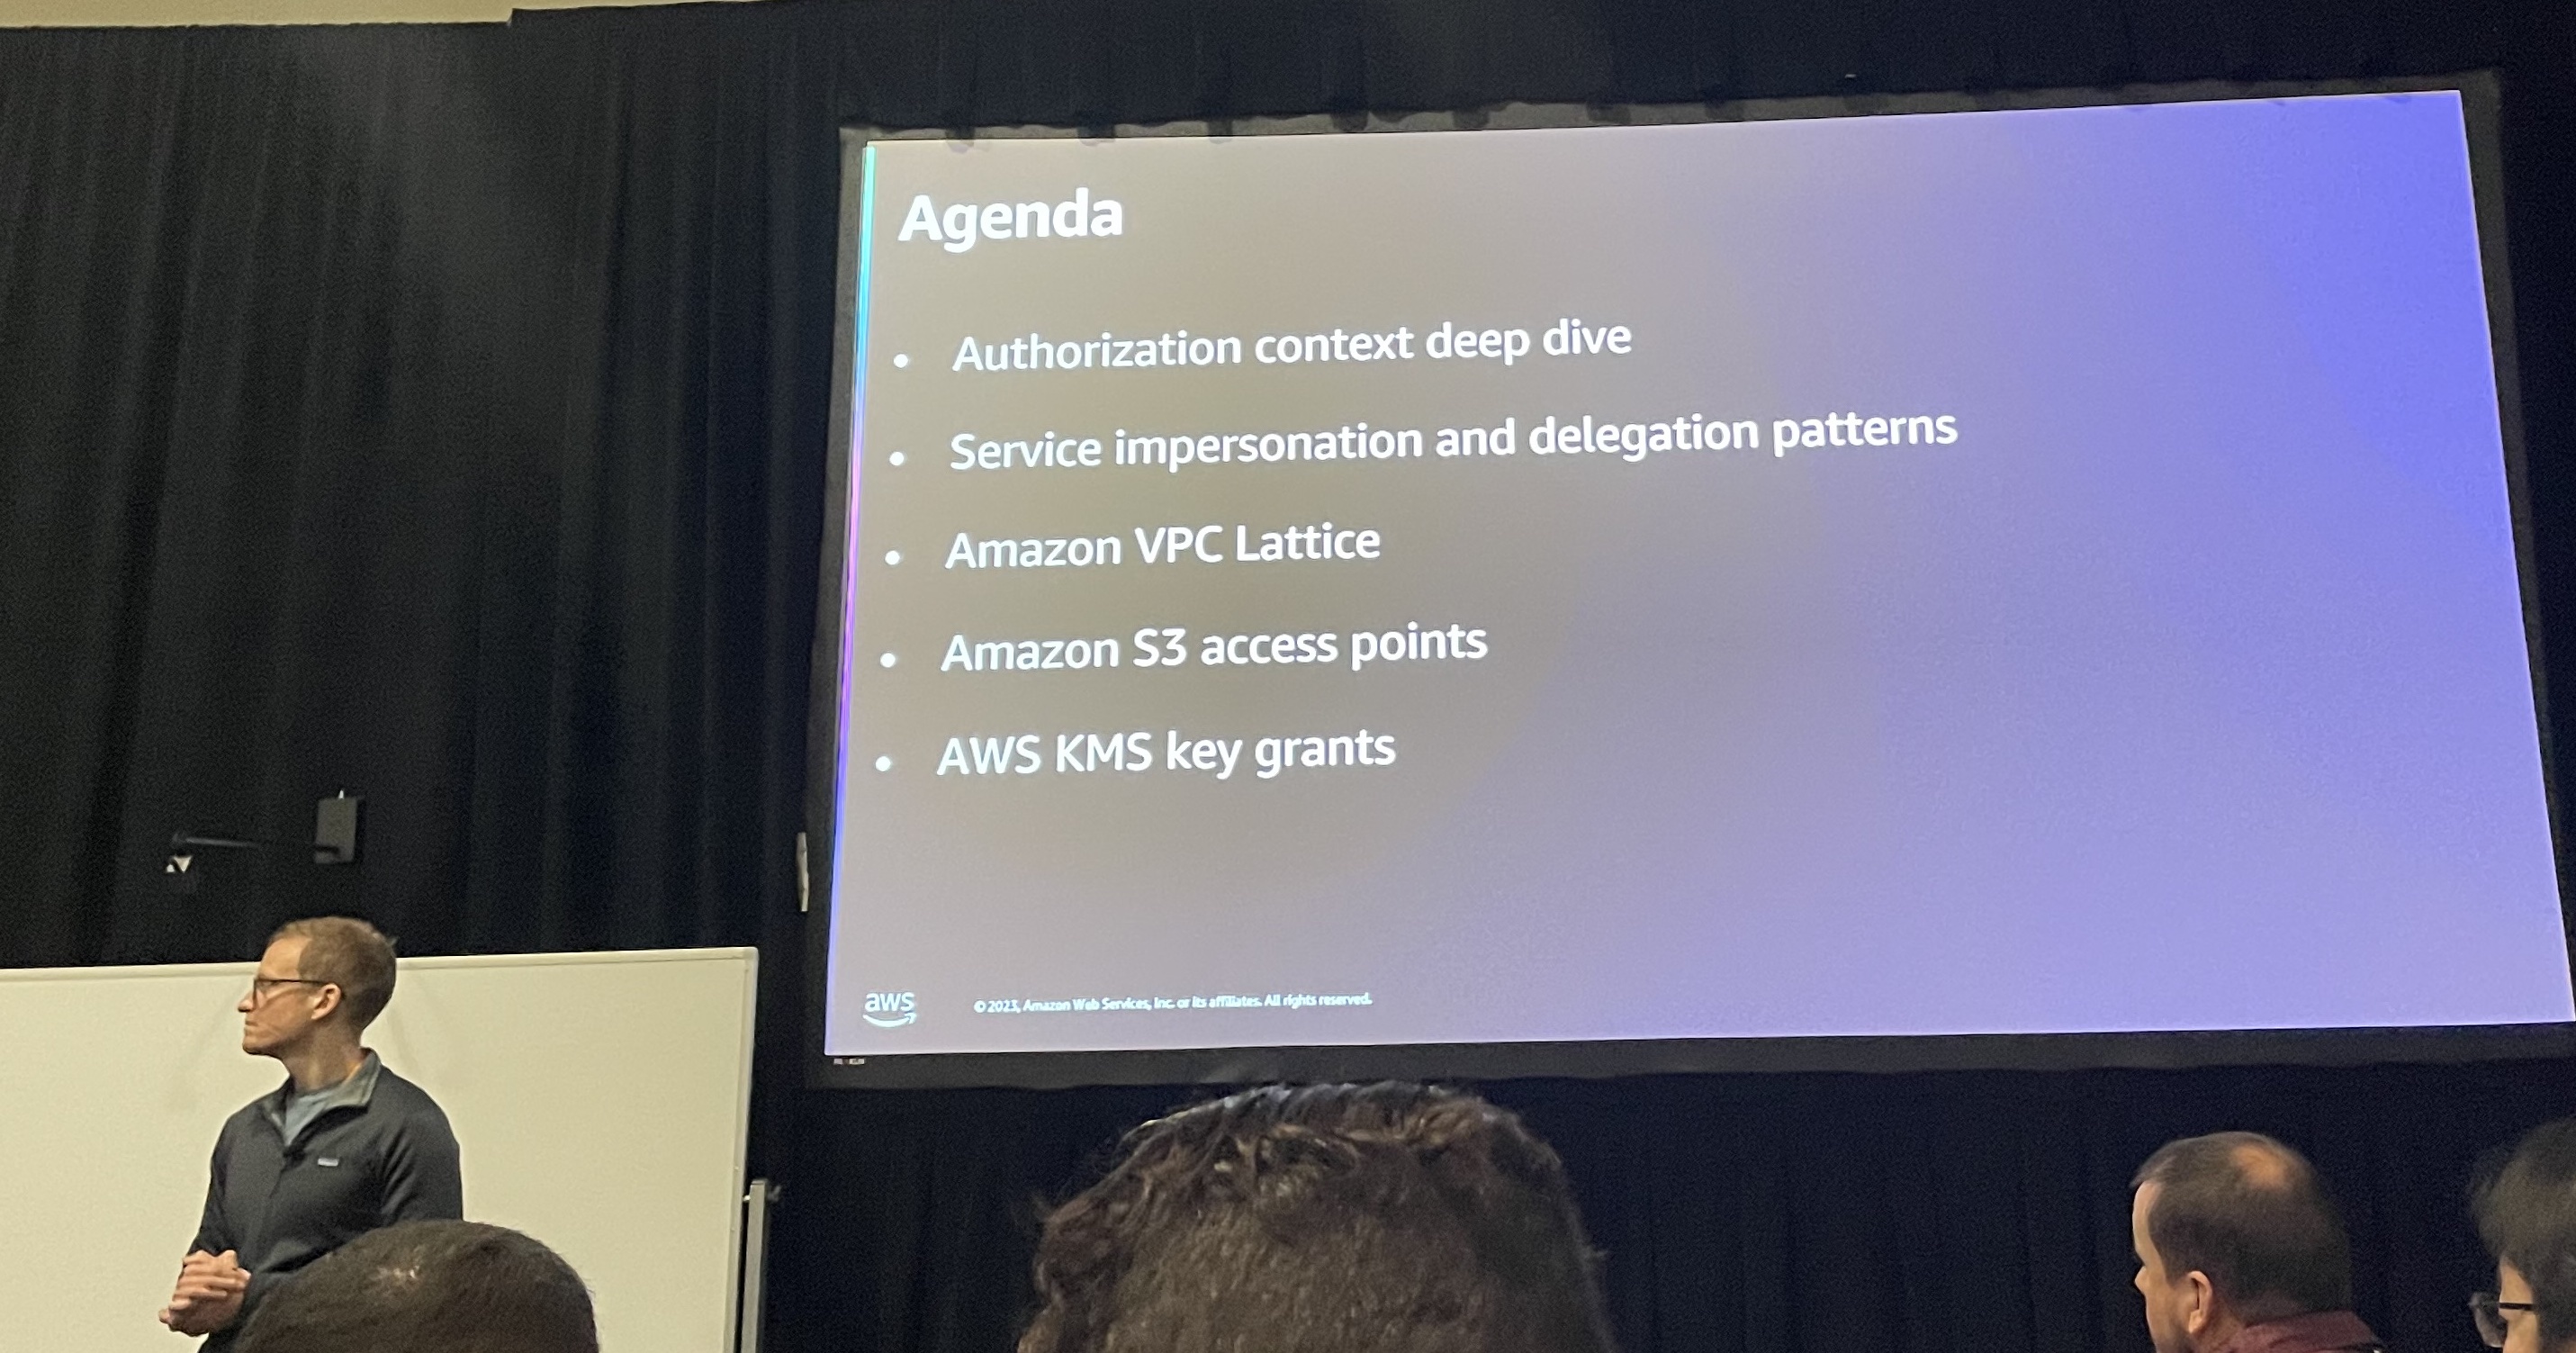 Agenda
• Authorization context deep dive
• Service impersonation and delegation patterns
• Amazon VPC Lattice
• Amazon S3 access points
• AWS KMS key grants
aws
© 2023, Amazon Web Services, Inc. or its affiliates. All rights reserved.